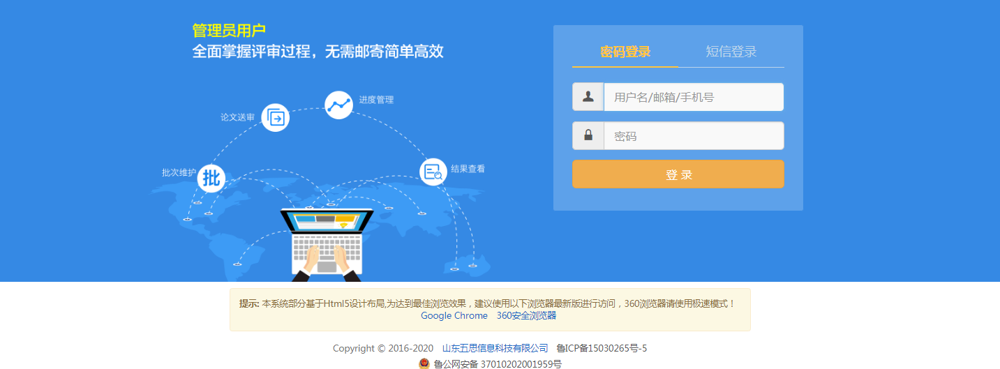 管理员用户
全面掌握评审过程，无需邮寄简单高效
密码登录 短信登录
进度管理
论文送审
用户名/邮箱/手机号
密码
批次维护
批
结果查看
登 录
提示: 本系统部分基于Html5设计布局,为达到最佳浏览效果，建议使用以下浏览器最新版进行访问，360浏览器请使用极速模式！
Google Chrome 360安全浏览器
Copyright © 2016-2020 山东五思信息科技有限公司 鲁ICP备15030265号-5
鲁公网安备 37010202001959号